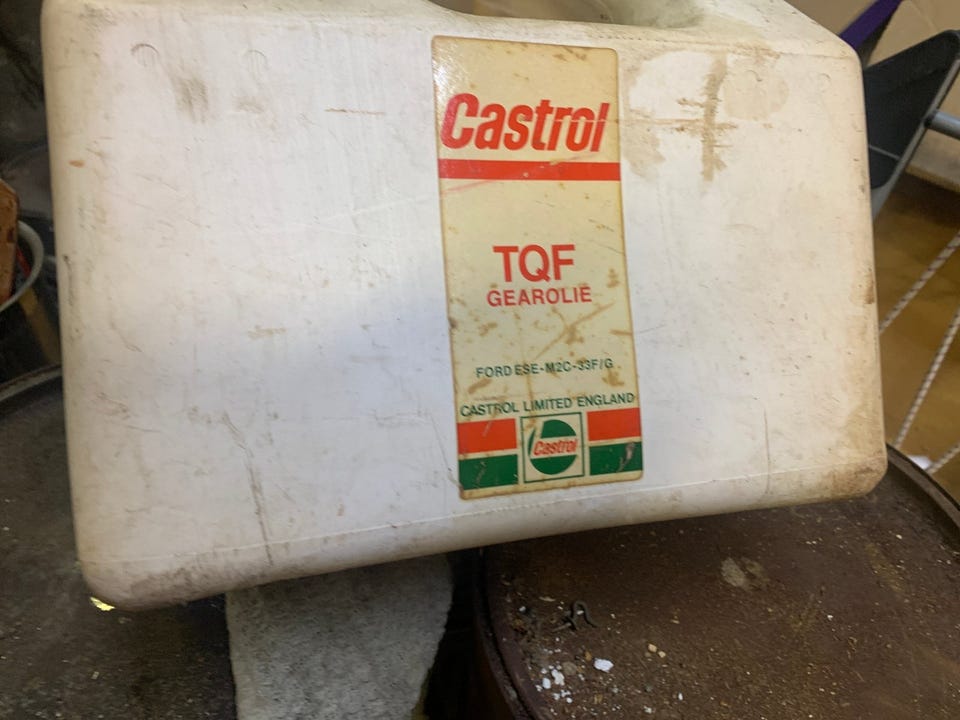 Castrol
TQF
GEAROLIE
FORD ESE-M2C-33F/G
CASTROL LIMITED ENGLAND
Castrol